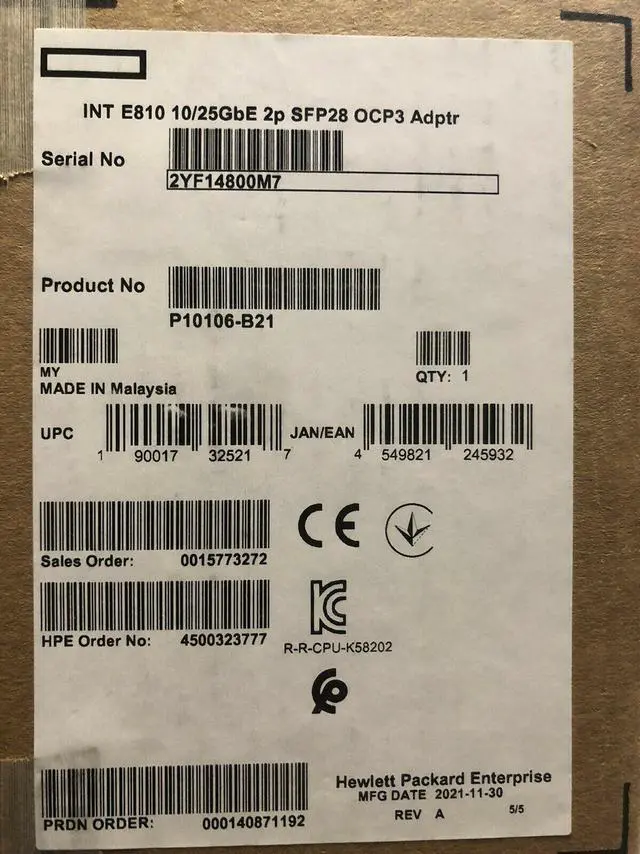 INT E810 10/25GbE 2p SFP28 OCP3 Adptr
Serial No
2YF14800M7
Product No
P10106-B21
MY
MADE IN Malaysia
QTY: 1
UPC 1 90017 32521 7 JAN/EAN 4 549821 245932
CE
Sales Order: 0015773272
HPE Order No: 4500323777
R-R-CPU-K58202
Hewlett Packard Enterprise
MFG DATE 2021-11-30
REV A 5/5
PRDN ORDER: 000140871192